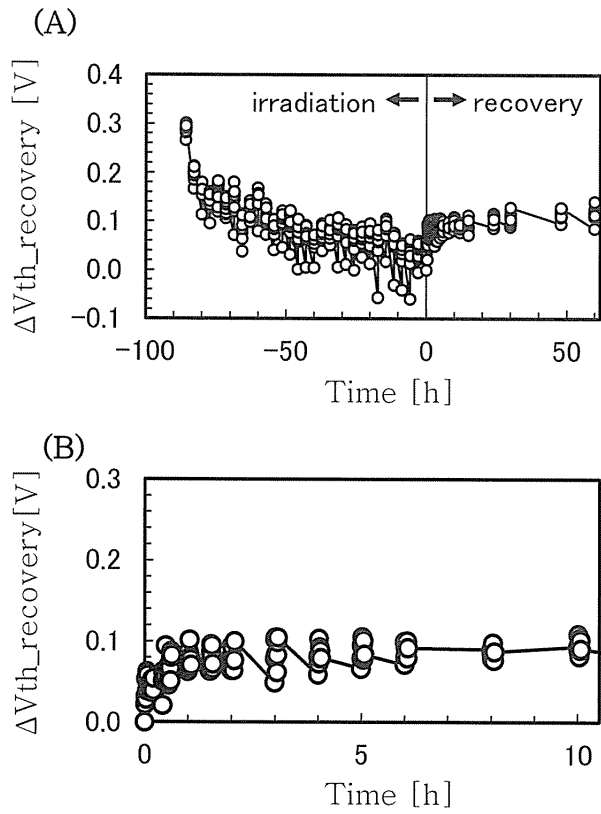 (A)
ΔVth_recovery [V]
0.4
0.3
0.2
0.1
0.0
-0.1
irradiation
recovery
-100
-50
0
50
Time [h]
(B)
ΔVth_recovery[V]
0.3
0.2
0.1
0.0
0
5
10
Time [h]